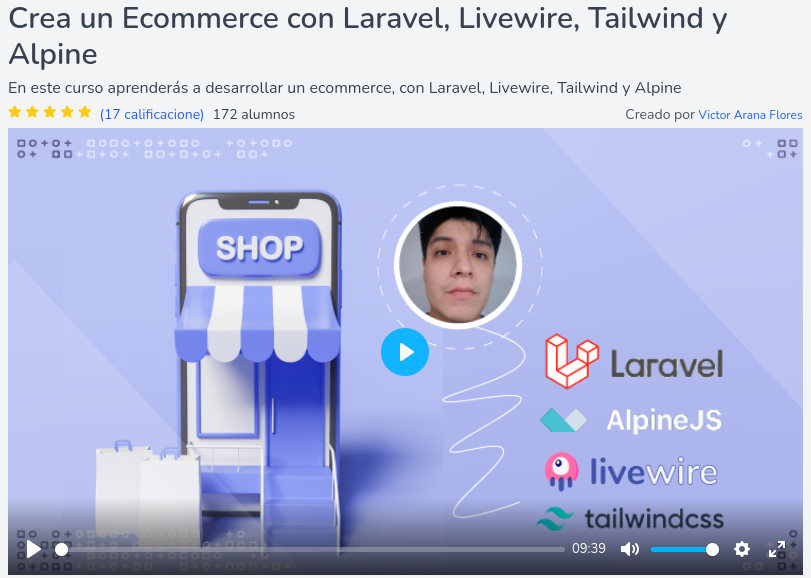 Crea un Ecommerce con Laravel, Livewire, Tailwind y
Alpine
En este curso aprenderás a desarrollar un ecommerce, con Laravel, Livewire, Tailwind y Alpine
(17 calificacione) 172 alumnos
Creado por Victor Arana Flores
SHOP
Laravel
AlpineJS
livewire
tailwindcss
09:39